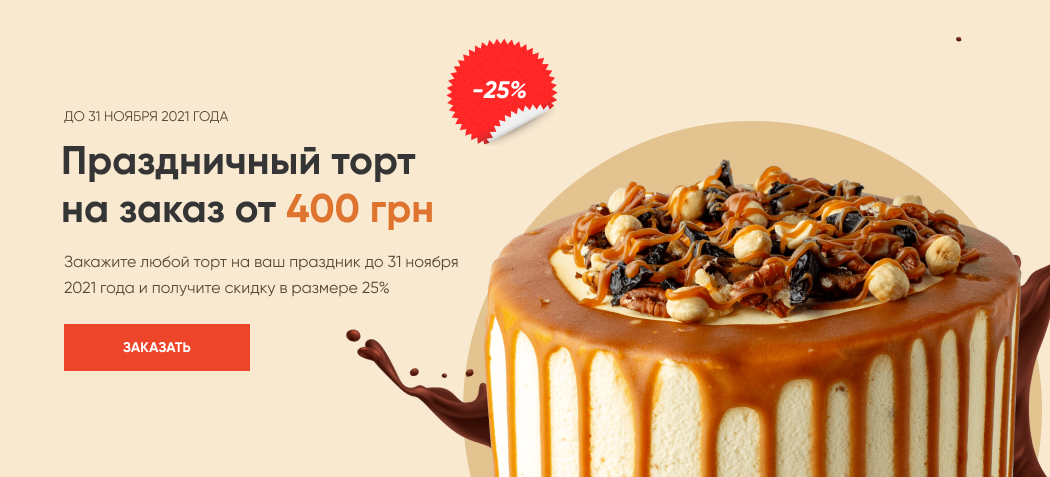 -25%
ДО 31 НОЯБРЯ 2021 ГОДА
Праздничный торт
на заказ от 400 грн
Закажите любой торт на ваш праздник до 31 ноября
2021 года и получите скидку в размере 25%
ЗАКАЗАТЬ